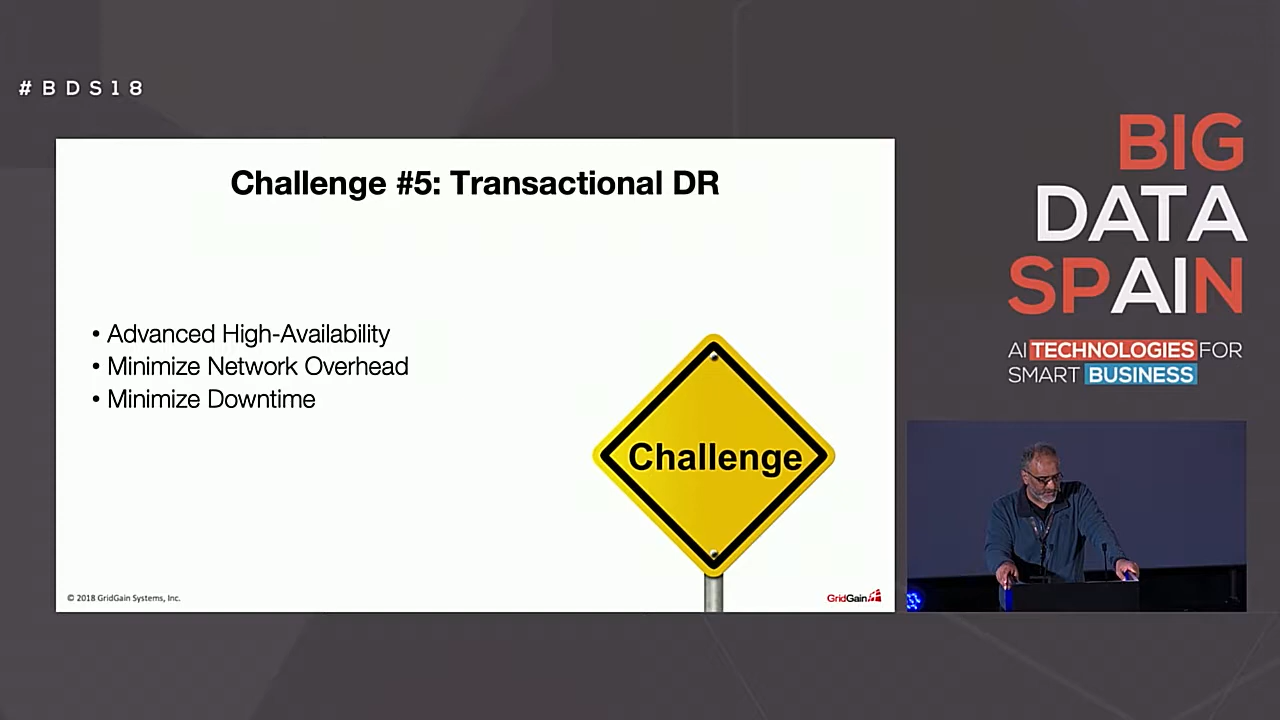 #BDS18
Challenge #5: Transactional DR
• Advanced High-Availability
• Minimize Network Overhead
• Minimize Downtime
Challenge
© 2018 GridGain Systems, Inc.
GridGain
BIG
DATA
SPAIN
AI TECHNOLOGIES FOR
SMART BUSINESS